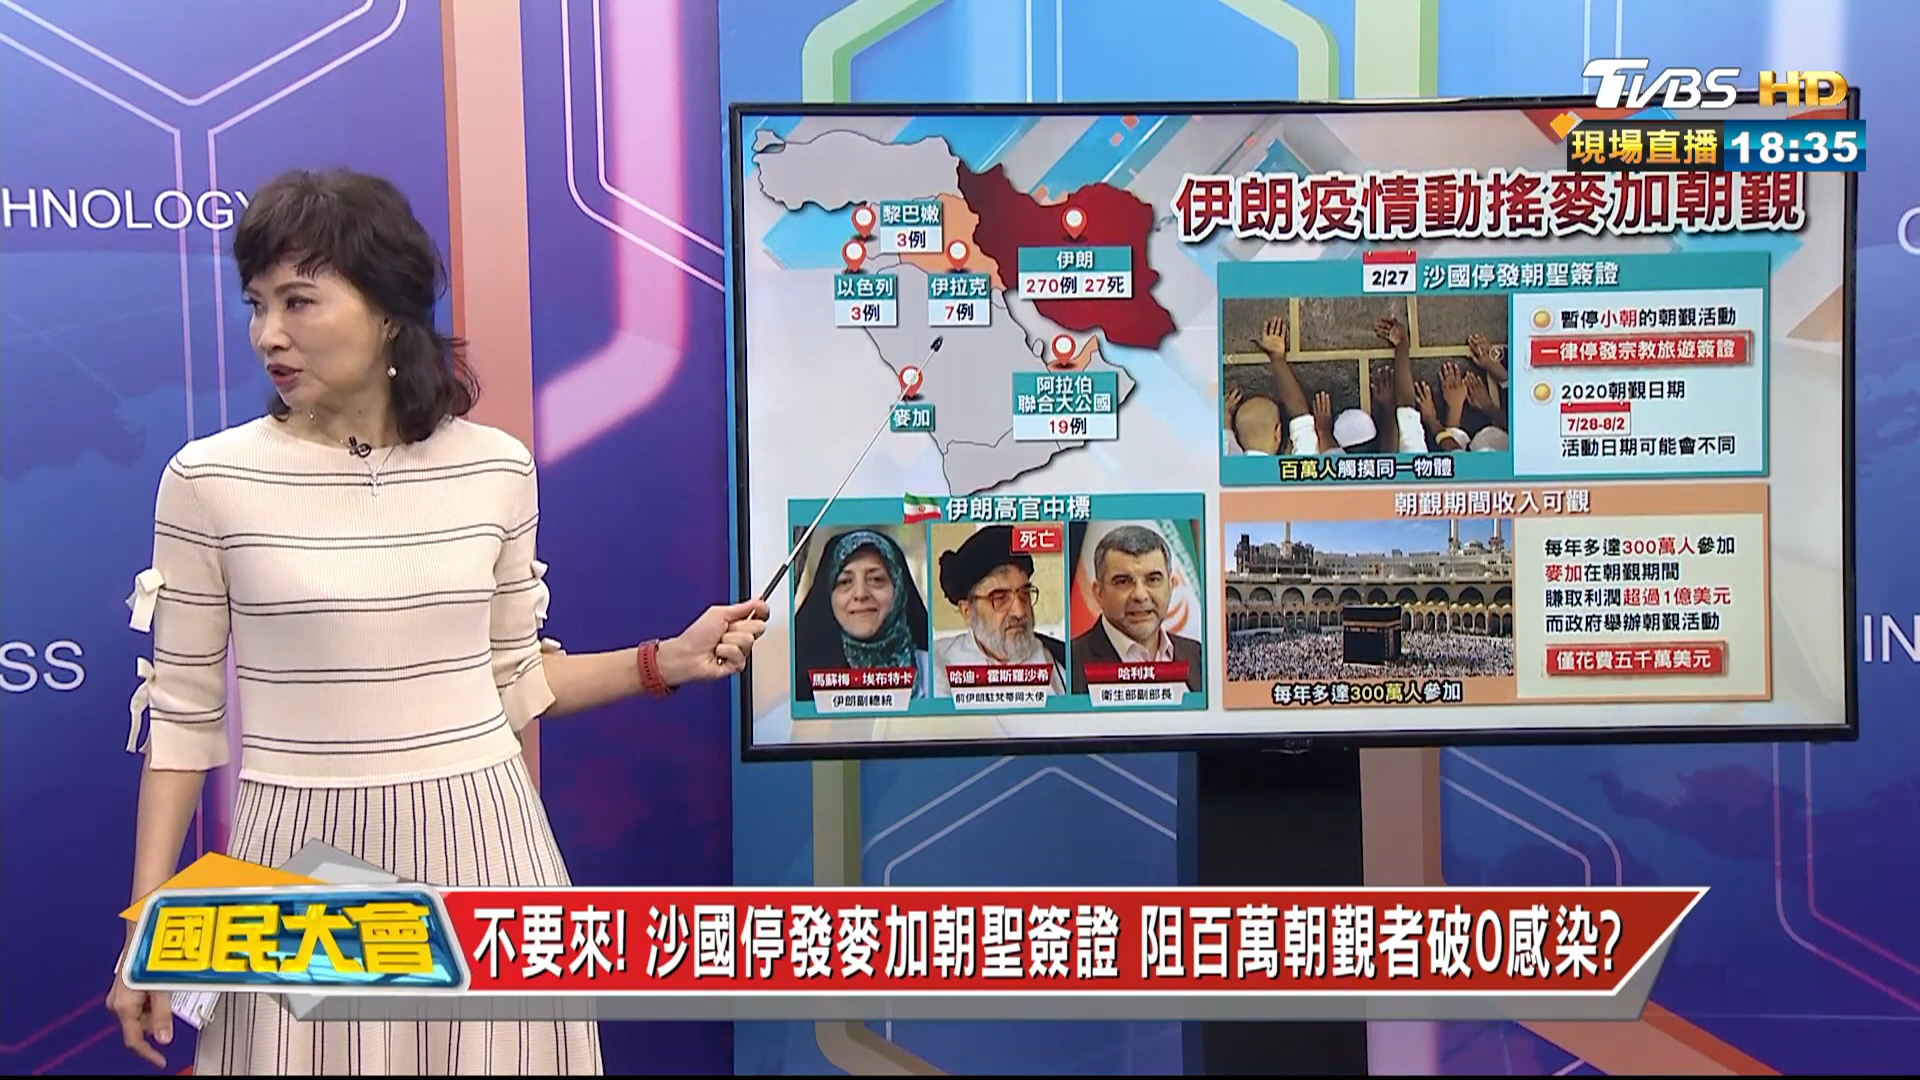 CHNOLOGY
SS
IN
TVBS HD
現場直播 18:35
伊朗疫情動搖麥加朝觀
黎巴嫩
3例
以色列
3例
伊拉克
7例
伊朗
270例 27死
麥加
阿拉伯
聯合大公國
19例
伊朗高官中標
死亡
馬蘇梅·埃布特卡
伊朗副總統
哈迪·霍斯羅沙希
前伊朗駐梵蒂岡大使
哈利其
衛生部副部長
2/27 沙國停發朝聖簽證
百萬人觸摸同一物體
暫停小朝的朝觀活動
一律停發宗教旅遊簽證
2020朝觀日期
7/28-8/2
活動日期可能會不同
朝覲期間收入可觀
每年多達300萬人參加
每年多達300萬人參加
麥加在朝覲期間
賺取利潤超過1億美元
而政府舉辦朝覲活動
僅花費五千萬美元
國民大會
不要來! 沙國停發麥加朝聖簽證 阻百萬朝覲者破0感染?